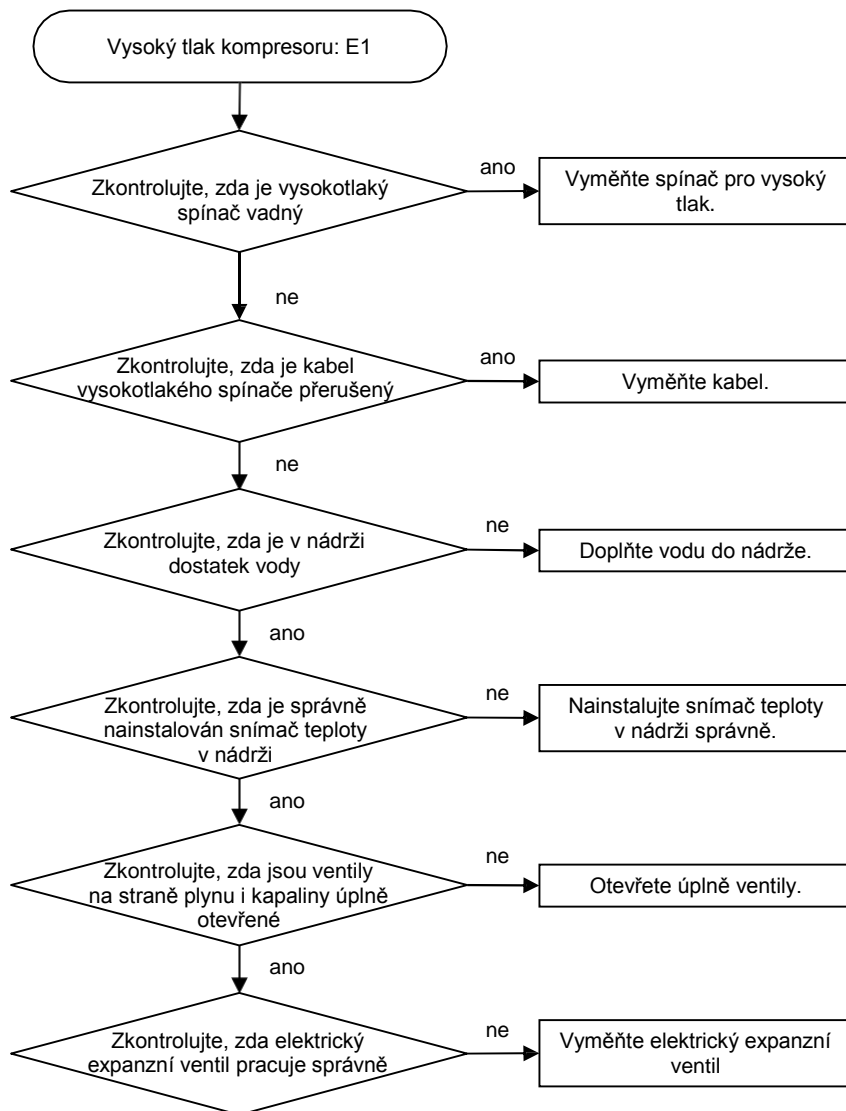 Vysoký tlak kompresoru: E1
Zkontrolujte, zda je vysokotlaký
spínač vadný
ano
Vyměňte spínač pro vysoký
tlak.
ne
Zkontrolujte, zda je kabel
vysokotlakého spínače přerušený
ano
Vyměňte kabel.
ne
Zkontrolujte, zda je v nádrži
dostatek vody
ne
Doplňte vodu do nádrže.
ano
Zkontrolujte, zda je správně
nainstalován snímač teploty
v nádrži
ne
Nainstalujte snímač teploty
v nádrži správně.
ano
Zkontrolujte, zda jsou ventily
na straně plynu i kapaliny úplně
otevřené
ne
Otevřete úplně ventily.
ano
Zkontrolujte, zda elektrický
expanzní ventil pracuje správně
ne
Vyměňte elektrický expanzní
ventil